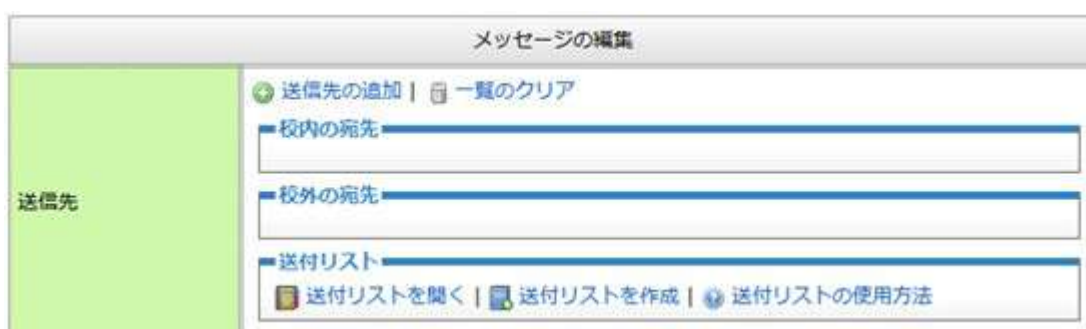 メッセージの編集
送信先の追加 | 一覧のクリア
校内の宛先
送信先
校外の宛先
送付リスト
送付リストを開く | 送付リストを作成 | 送付リストの使用方法